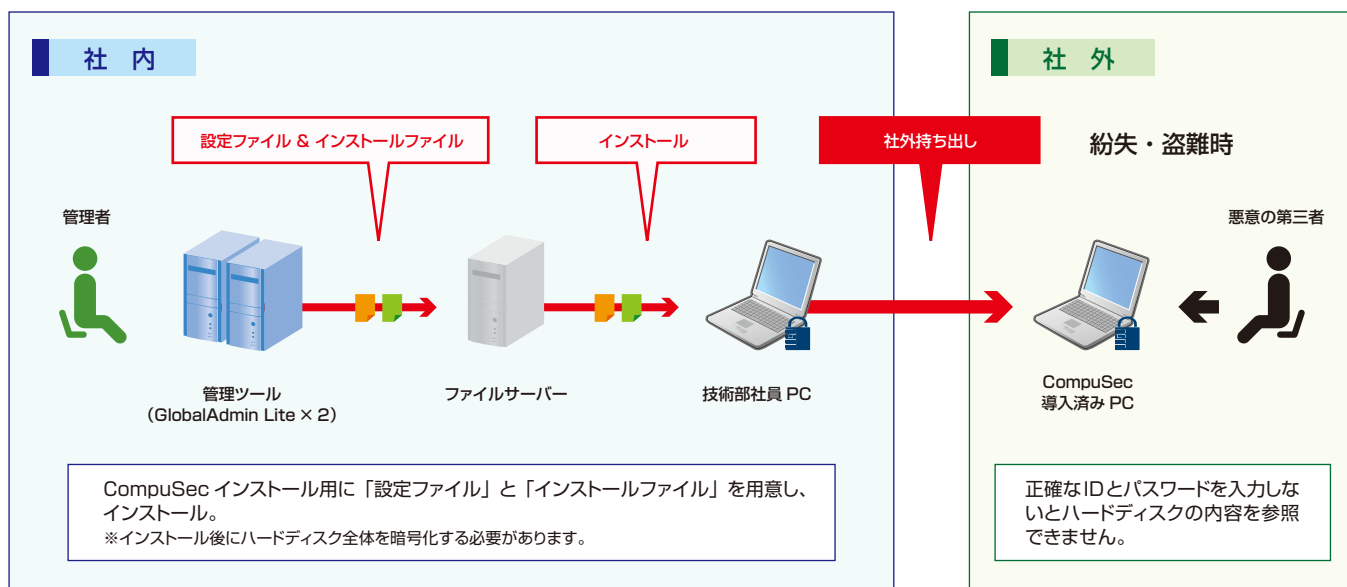 社 内
設定ファイル & インストールファイル
インストール
社外持ち出し
管理者
管理ツール
（GlobalAdmin Lite × 2）
ファイルサーバー
技術部社員 PC
CompuSec インストール用に「設定ファイル」と「インストールファイル」を用意し、
インストール。
※インストール後にハードディスク全体を暗号化する必要があります。
社 外
紛失・盗難時
悪意の第三者
CompuSec
導入済み PC
正確なIDとパスワードを入力しな
いとハードディスクの内容を参照
できません。